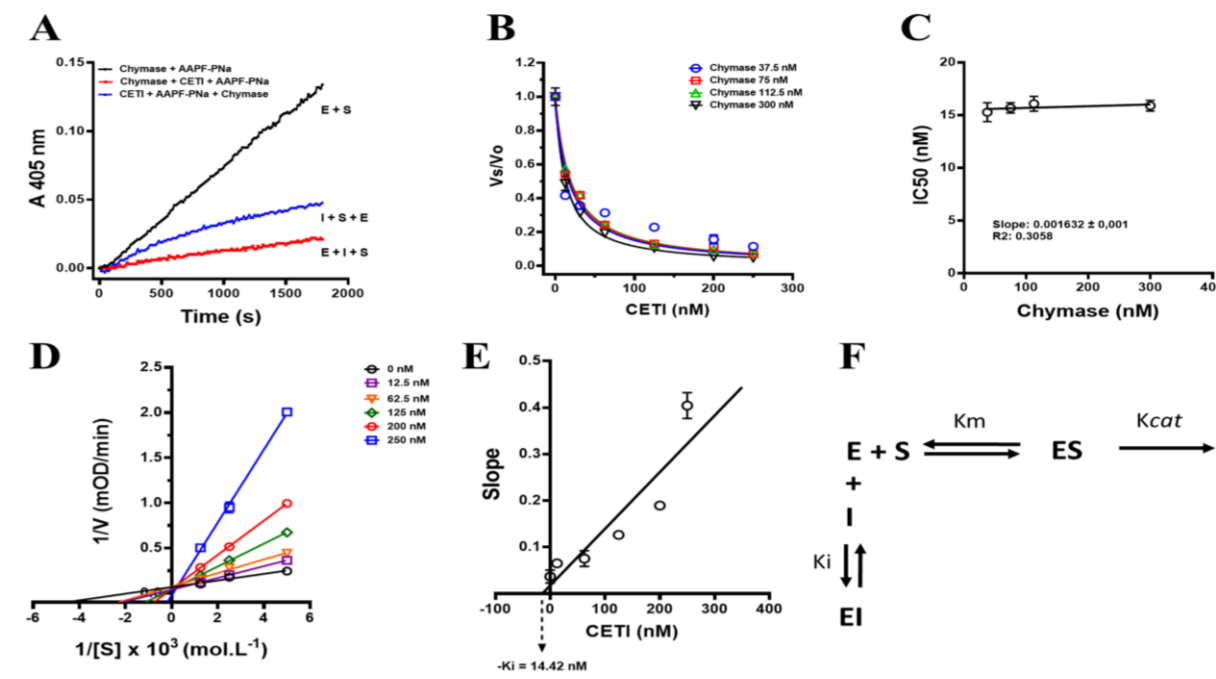 A
0.15
0.10
0.05
0.00
A 405 nm
Chymase + AAPF-PNa
Chymase + CETI + AAPF-PNa
CETI + AAPF-PNa + Chymase
E + S
I + S + E
E + I + S
0 500 1000 1500 2000
Time (s)
B
1.2
1.0
0.8
0.6
0.4
0.2
0.0
Vs/Vo
Chymase 37.5 nM
Chymase 75 nM
Chymase 112.5 nM
Chymase 300 nM
0 100 200 300
CETI (nM)
C
20
15
10
5
0
IC50 (nM)
Slope: 0.001632 ± 0,001
R2: 0.3058
0 100 200 300 40
Chymase (nM)
D
2.5
2.0
1.5
1.0
0.5
1/V (mOD/min)
0 nM
12.5 nM
62.5 nM
125 nM
200 nM
250 nM
-6 -4 -2 0 2 4 6
1/[S] x 10³ (mol.L⁻¹)
E
0.5
0.4
0.3
0.2
0.1
Slope
-100 0 100 200 300 400
CETI (nM)
-Ki = 14.42 nM
F
Km
Kcat
E + S
ES
+
I
Ki
EI